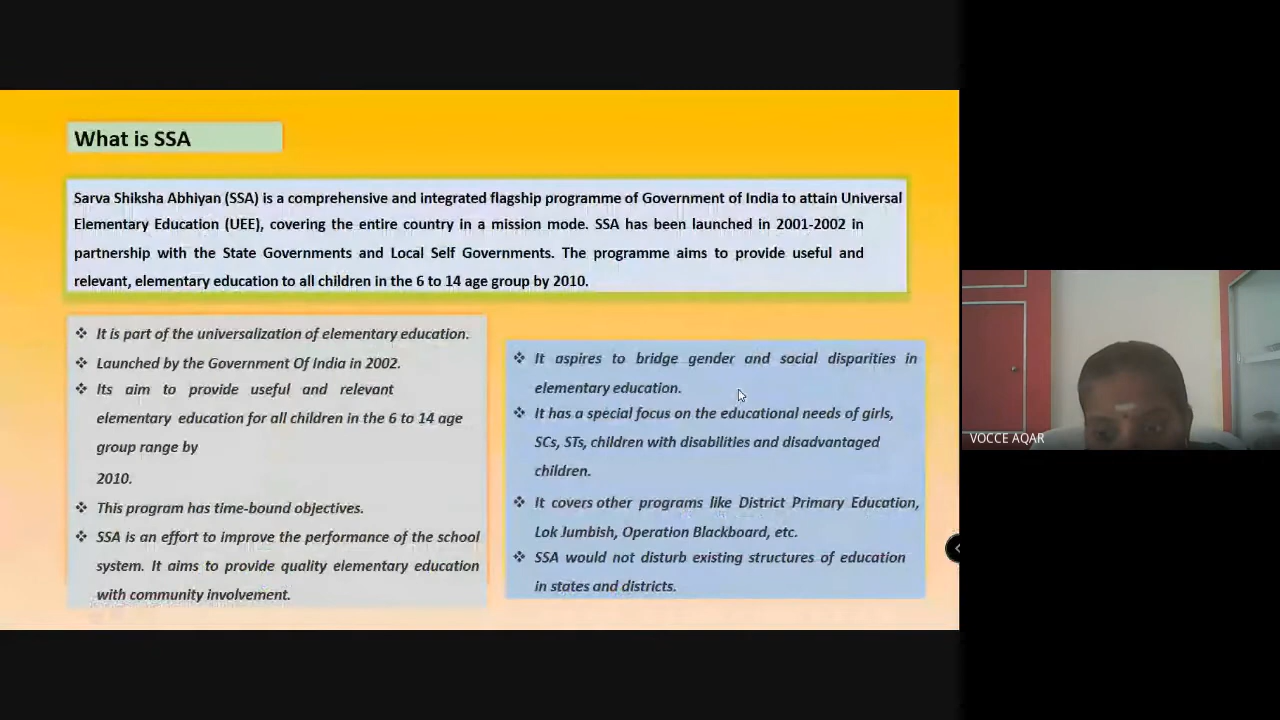 What is SSA
Sarva Shiksha Abhiyan (SSA) is a comprehensive and integrated flagship programme of Government of India to attain Universal
Elementary Education (UEE), covering the entire country in a mission mode. SSA has been launched in 2001-2002 in
partnership with the State Governments and Local Self Governments. The programme aims to provide useful and
relevant, elementary education to all children in the 6 to 14 age group by 2010.
❖ It is part of the universalization of elementary education.
❖ Launched by the Government Of India in 2002.
❖ Its aim to provide useful and relevant
elementary education for all children in the 6 to 14 age
group range by
2010.
❖ This program has time-bound objectives.
❖ SSA is an effort to improve the performance of the school
system. It aims to provide quality elementary education
with community involvement.
❖ It aspires to bridge gender and social disparities in
elementary education.
❖ It has a special focus on the educational needs of girls,
SCs, STs, children with disabilities and disadvantaged
children.
❖ It covers other programs like District Primary Education,
Lok Jumbish, Operation Blackboard, etc.
❖ SSA would not disturb existing structures of education
in states and districts.
VOCCE AQAR